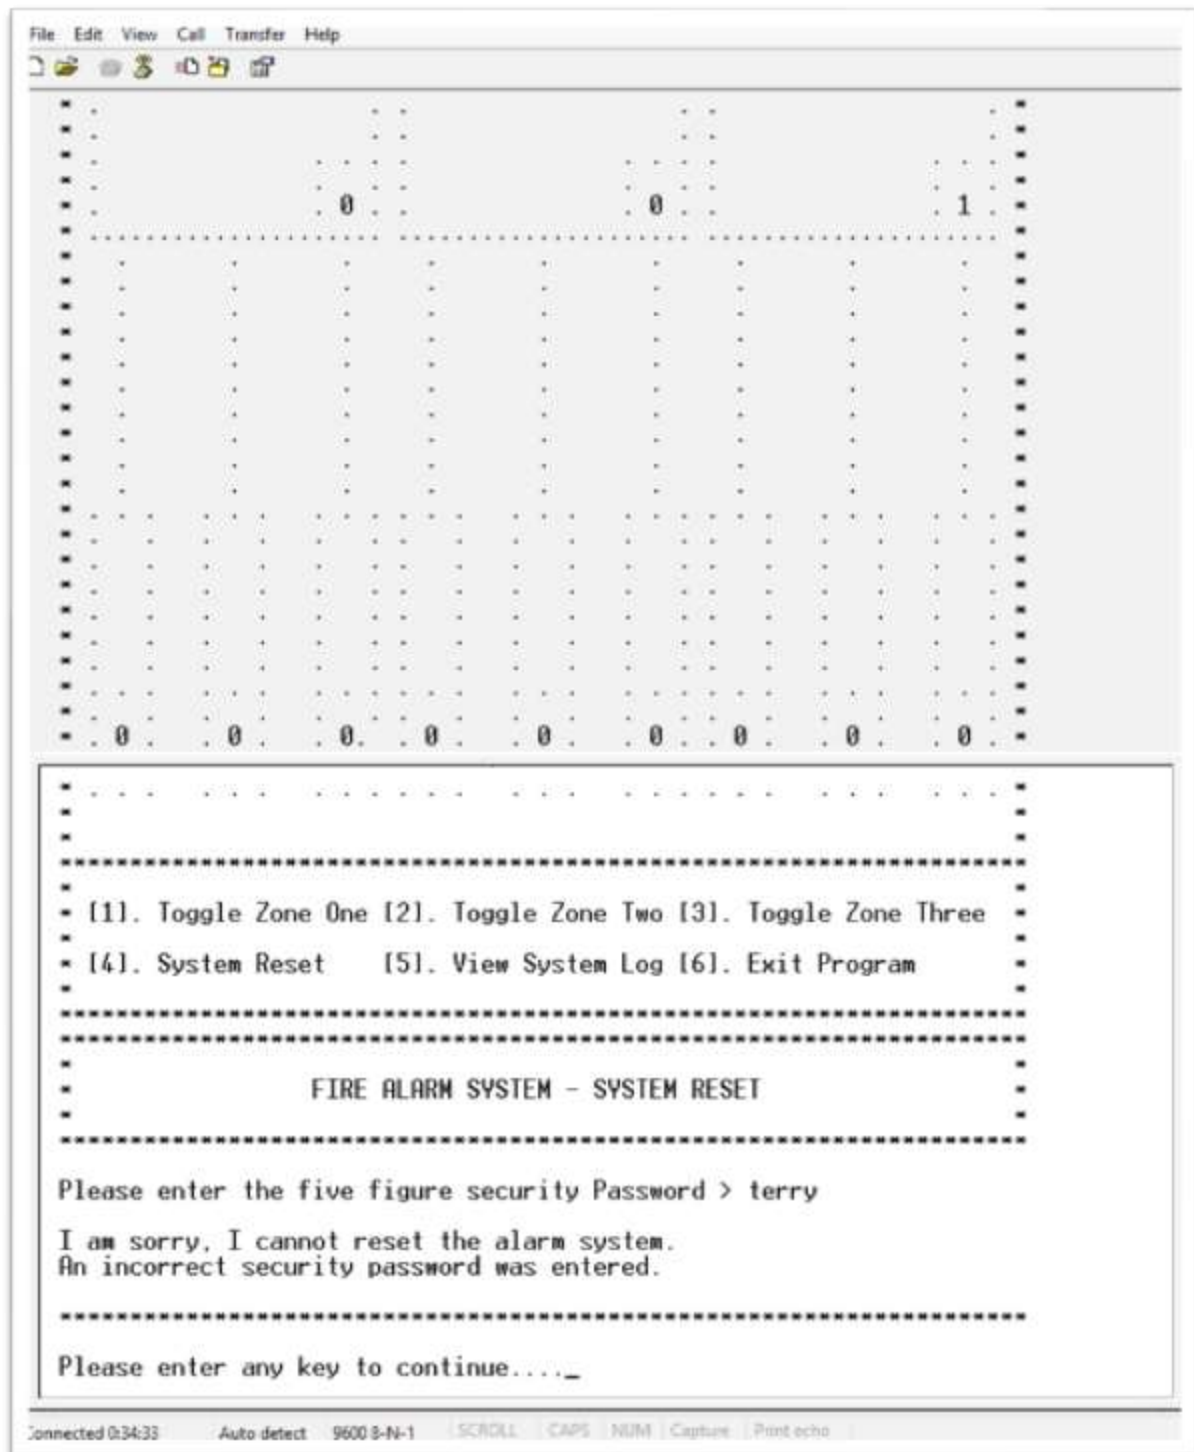 File Edit View Call Transfer Help
0 0 1
0 0 0 0 0 0 0 0 0
[1]. Toggle Zone One [2]. Toggle Zone Two [3]. Toggle Zone Three
[4]. System Reset [5]. View System Log [6]. Exit Program
FIRE ALARM SYSTEM - SYSTEM RESET
Please enter the five figure security Password > terry
I am sorry, I cannot reset the alarm system.
An incorrect security password was entered.
Please enter any key to continue...._
Connected 0:34:33 Auto detect 9600 8-N-1 SCROLL CAPS NUM Capture Print echo